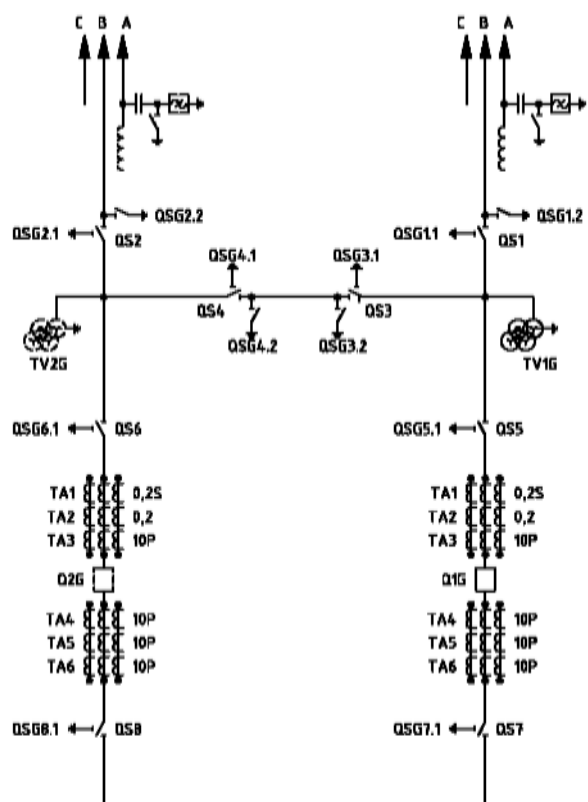 C B A
C B A
QSG2.2
QSG1.2
QSG2.1
QS2
QSG1.1
QS1
QSG4.1
QSG3.1
QS4
QS3
QSG4.2
QSG3.2
TV2G
TV1G
QSG6.1
QS6
QSG5.1
QS5
TA1 0,2S
TA2 0,2
TA3 10P
TA1 0,2S
TA2 0,2
TA3 10P
Q2G
Q1G
TA4 10P
TA5 10P
TA6 10P
TA4 10P
TA5 10P
TA6 10P
QSG8.1
QS8
QSG7.1
QS7